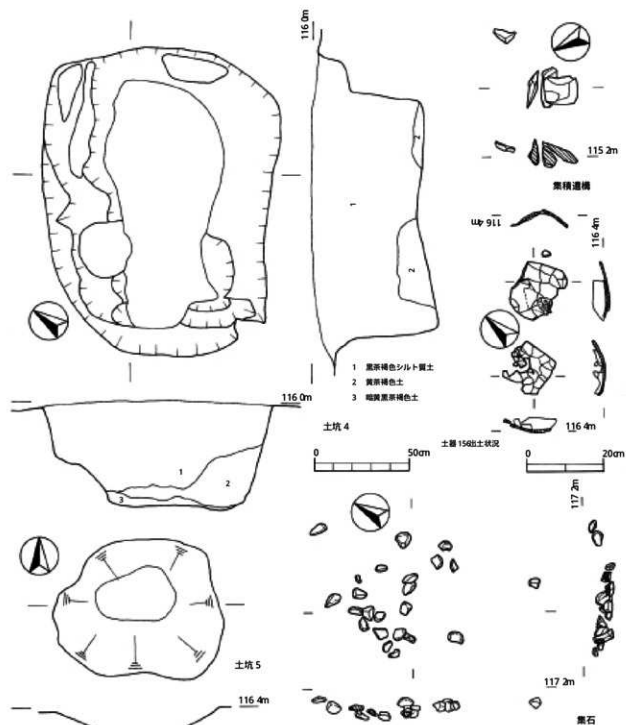 116 0m
1
2
2
1 黒茶褐色シルト質土
2 黄茶褐色土
3 暗黄黒茶褐色土
土坑 4
0
50cm
116 0m
1
2
3
土坑 5
116 4m
115 2m
集積遺構
116 4m
116 4m
116 4m
土器 156出土状況
0
20cm
117 2m
117 2m
集石